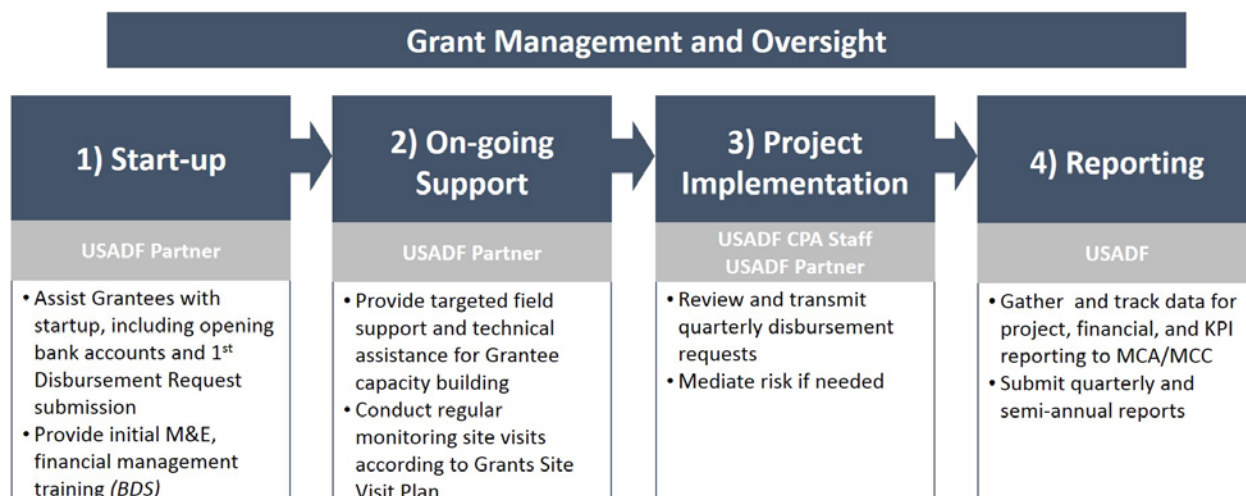 Grant Management and Oversight
1) Start-up
USADF Partner
• Assist Grantees with
startup, including opening
bank accounts and 1st
Disbursement Request
submission
• Provide initial M&E,
financial management
training (BDS)
2) On-going
Support
USADF Partner
• Provide targeted field
support and technical
assistance for Grantee
capacity building
• Conduct regular
monitoring site visits
according to Grants Site
Visit Plan
3) Project
Implementation
USADF CPA Staff
USADF Partner
• Review and transmit
quarterly disbursement
requests
• Mediate risk if needed
4) Reporting
USADF
• Gather and track data for
project, financial, and KPI
reporting to MCA/MCC
• Submit quarterly and
semi-annual reports